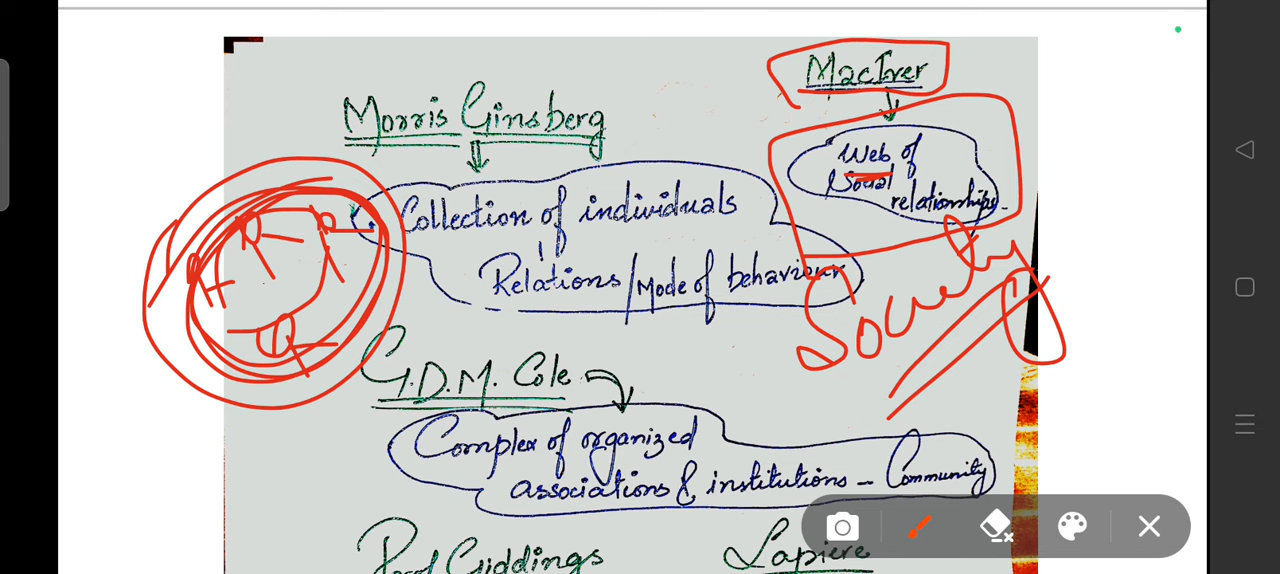 MacIver
Morris Ginsberg
Web of
Social
relationships
Collection of individuals
Relations/Mode of behaviour
Society
G.D.M. Cole
Complex of organized
associations & institutions - Community
Prof Giddings
Lapiere